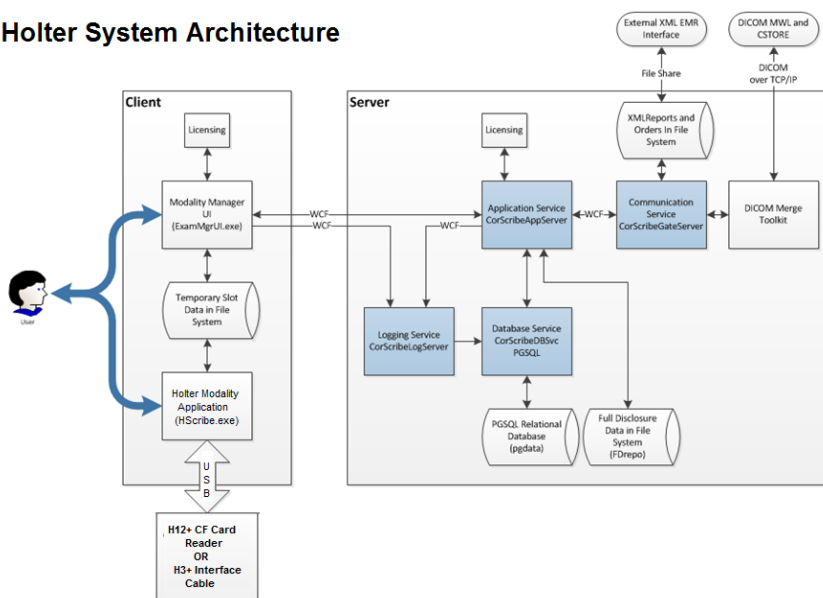 Holter System Architecture
External XML EMR
Interface
DICOM MWL and
CSTORE
File Share
DICOM
over TCP/IP
Client
Licensing
Modality Manager
UI
(ExamMgrUI.exe)
Temporary Slot
Data in File
System
Holter Modality
Application
(HScribe.exe)
U
S
B
H12+ CF Card
Reader
OR
H3+ Interface
Cable
User
WCF
WCF
Server
Licensing
XMLReports and
Orders In File
System
Application Service
CorScribeAppServer
WCF
Communication
Service
CorScribeGateServer
DICOM Merge
Toolkit
WCF
Logging Service
CorScribeLogServer
Database Service
CorScribeDBSvc
PGSQL
PGSQL Relational
Database
(pgdata)
Full Disclosure
Data in File
System
(FDrepo)